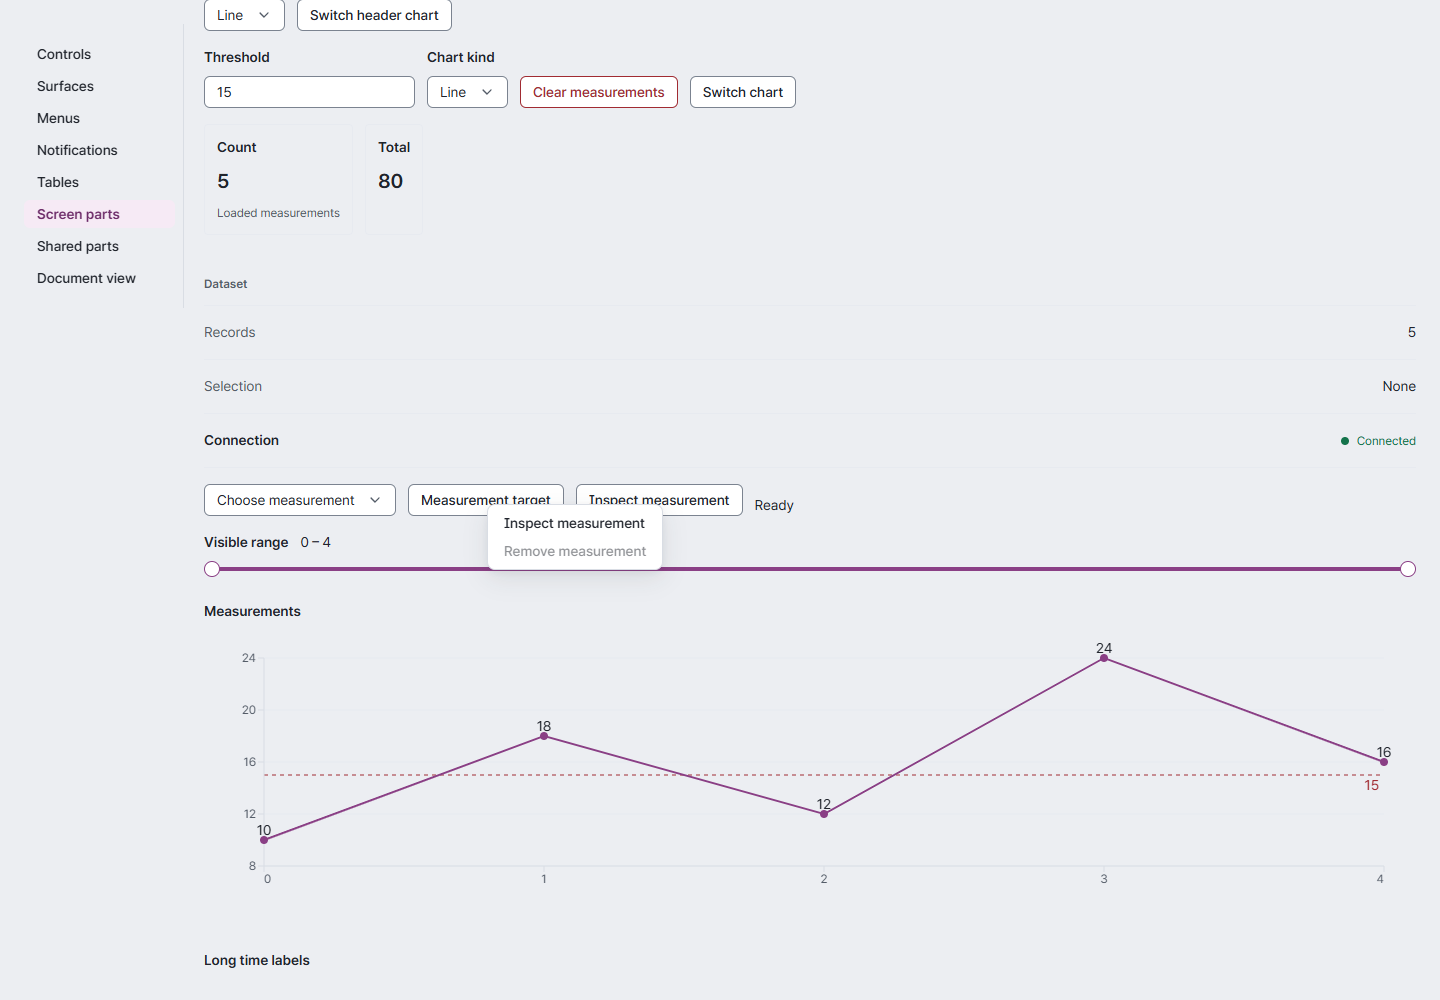 Line
Switch header chart
Controls
Surfaces
Menus
Notifications
Tables
Screen parts
Shared parts
Document view
Threshold
Chart kind
15
Line
Clear measurements
Switch chart
Count
Total
5
80
Loaded measurements
Dataset
Records
5
Selection
None
Connection
Connected
Choose measurement
Measurement target
Inspect measurement
Ready
Inspect measurement
Remove measurement
Visible range 0 – 4
Measurements
24
20
16
12
8
10
18
12
24
16
15
0
1
2
3
4
Long time labels